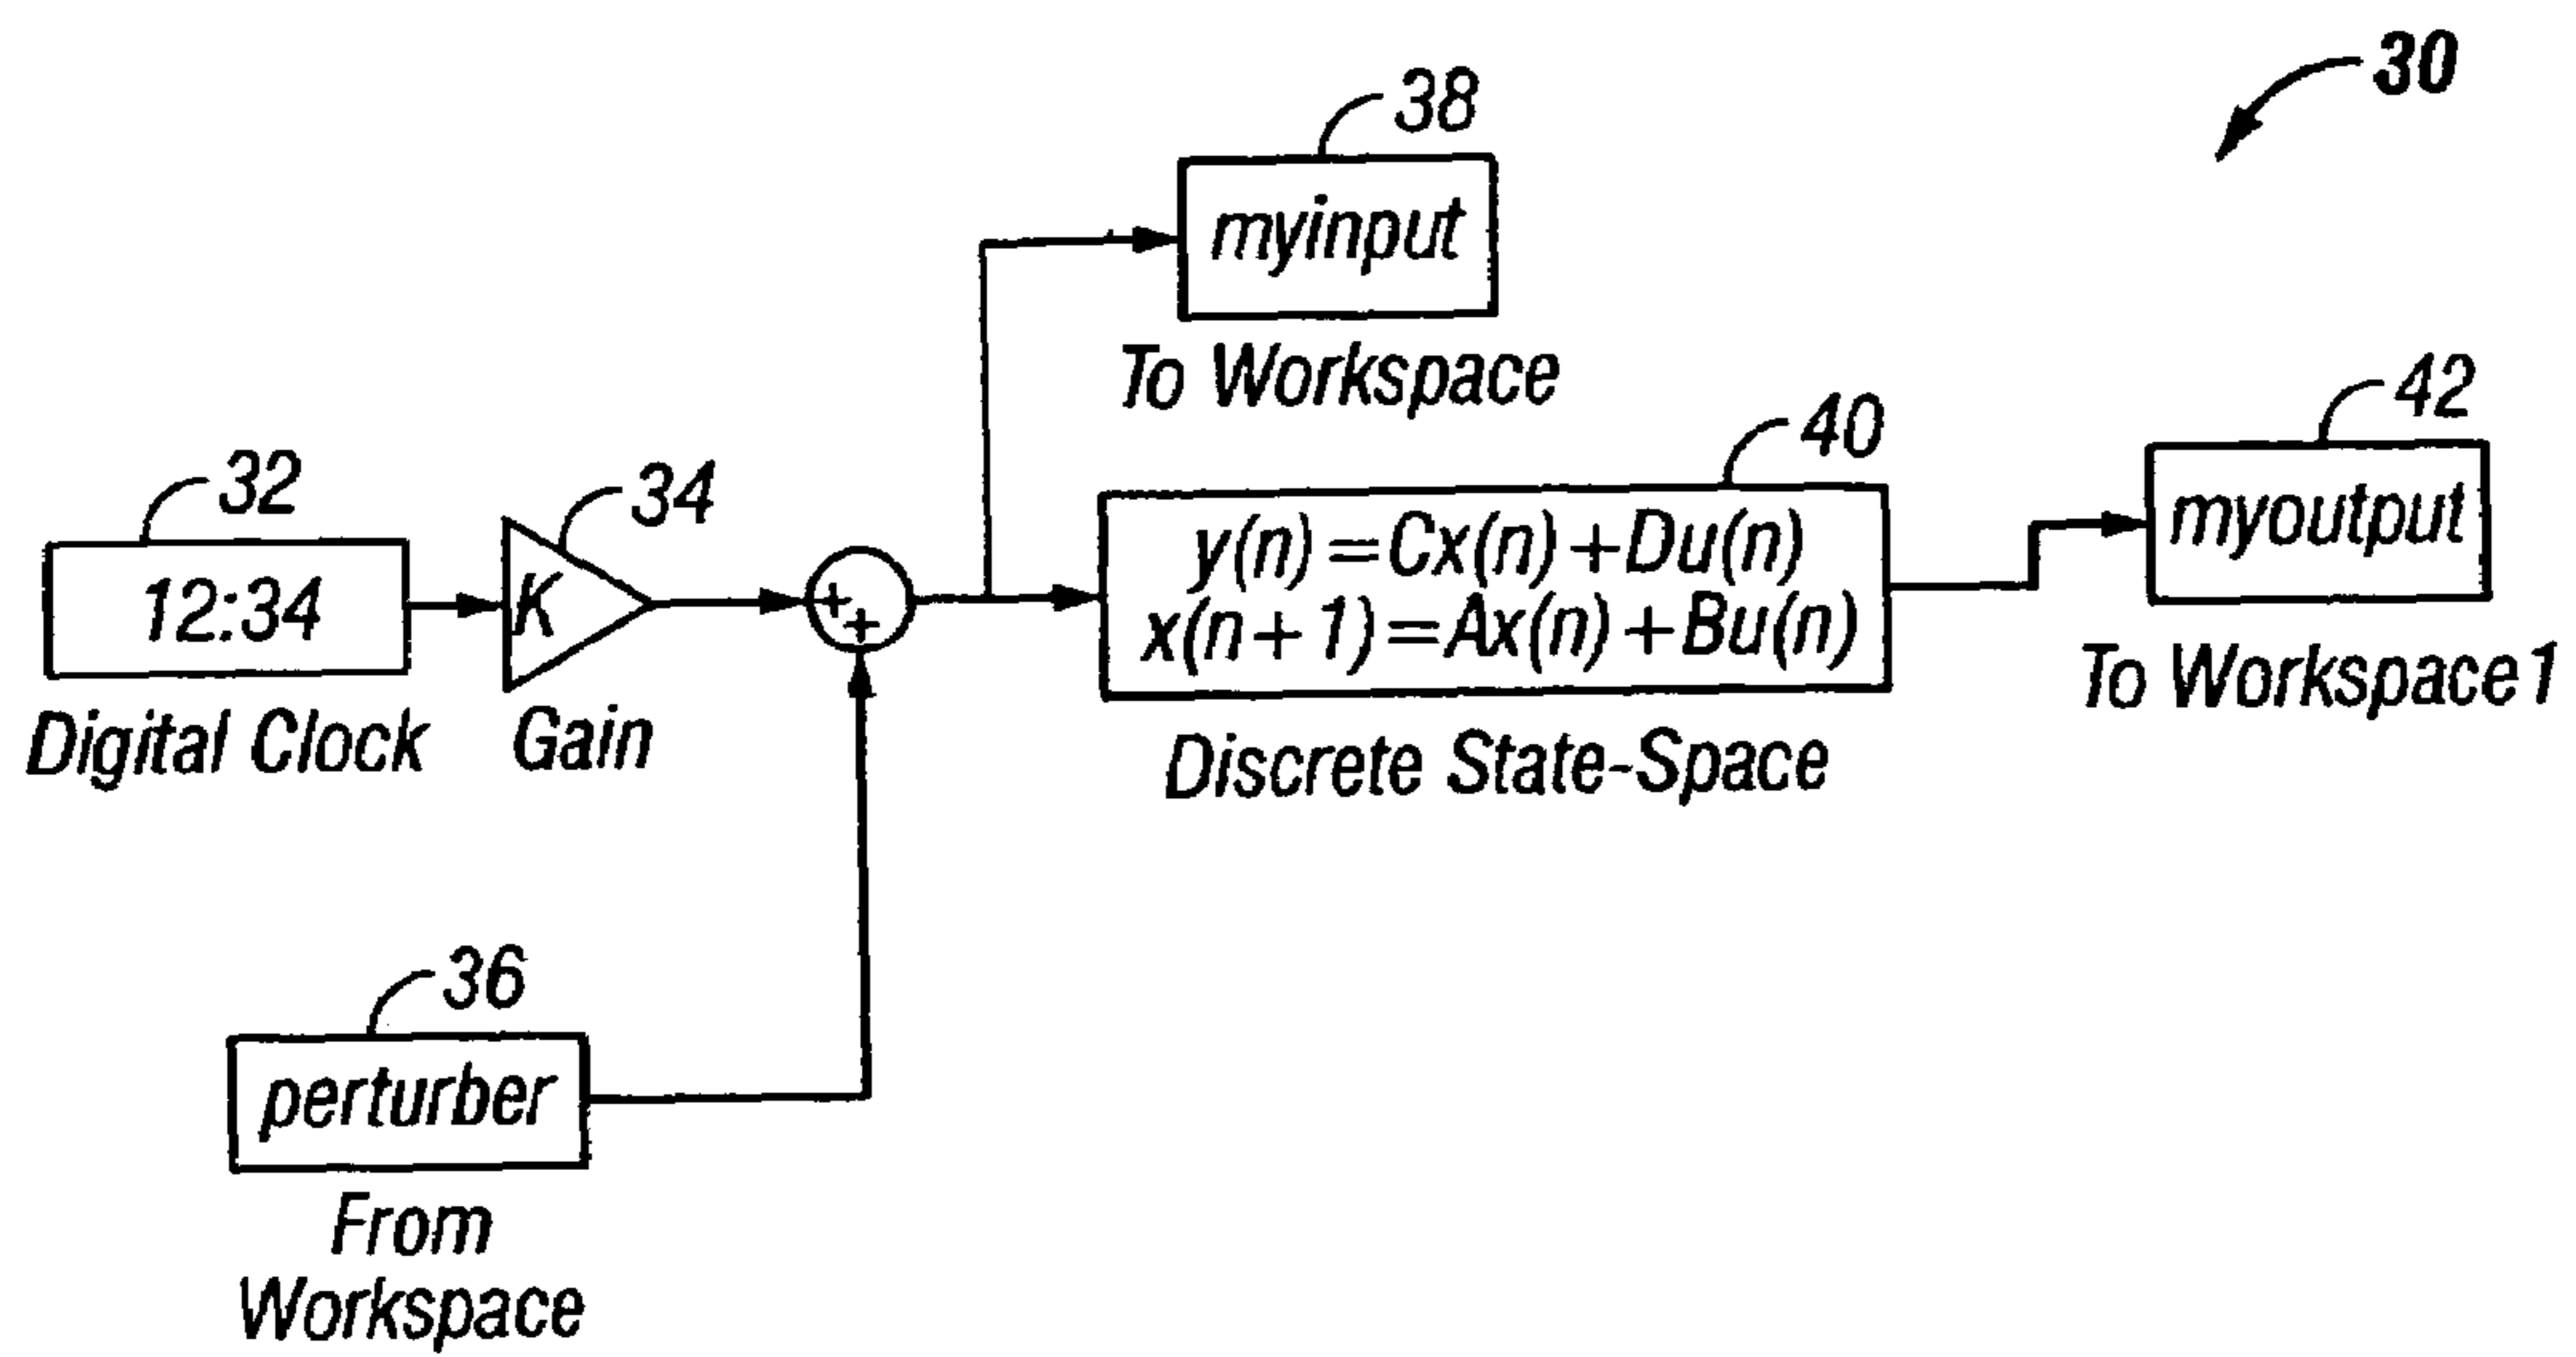 30
38
myinput
To Workspace
32
12:34
Digital Clock
34
K
Gain
+
+
40
y(n)=Cx(n)+Du(n)
x(n+1)=Ax(n)+Bu(n)
Discrete State-Space
42
myoutput
To Workspace1
36
perturber
From
Workspace